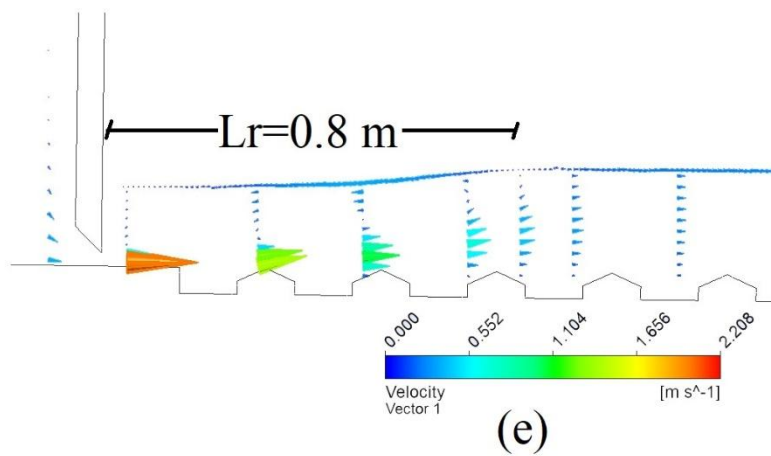 Lr=0.8 m
0.000
0.552
1.104
1.656
2.208
Velocity
Vector 1
[m s^-1]
(e)